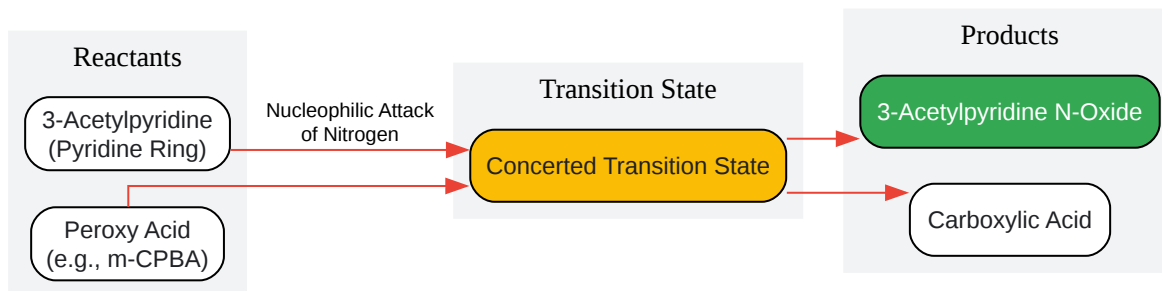 Reactants
3-Acetylpyridine
(Pyridine Ring)
Peroxy Acid
(e.g., m-CPBA)
Nucleophilic Attack
of Nitrogen
Transition State
Concerted Transition State
Products
3-Acetylpyridine N-Oxide
Carboxylic Acid